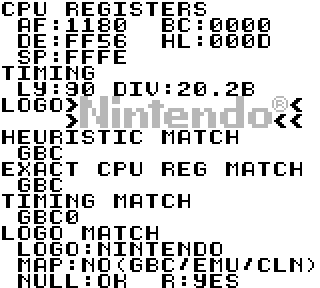 CPU REGISTERS
AF:1180 BC:0000
DE:FF56 HL:000D
SP:FFFE
TIMING
LY:90 DIV:20.2B
LOGO>Nintendo®<
>Nintendo<<
HEURISTIC MATCH
GBC
EXACT CPU REG MATCH
GBC
TIMING MATCH
GBC0
LOGO MATCH
LOGO:NINTENDO
MAP:NO(GBC/EMU/CLN)
NULL:OK R:YES